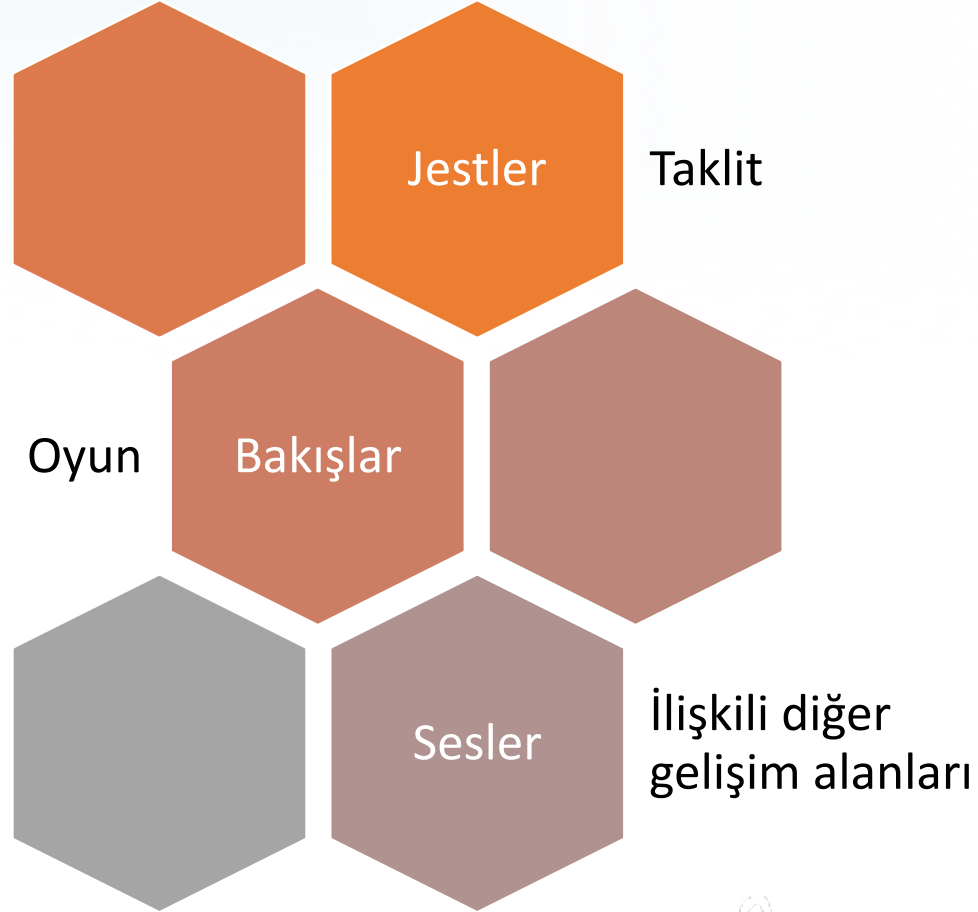 Jestler
Taklit
Oyun
Bakışlar
Sesler
İlişkili diğer
gelişim alanları